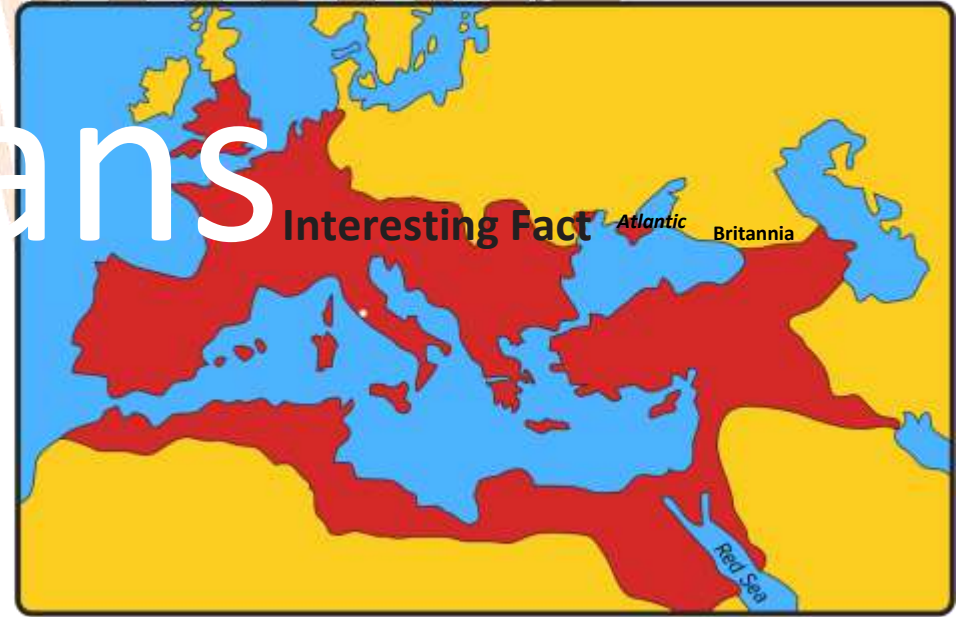 ans
Interesting Fact
Atlantic
Britannia
Red Sea